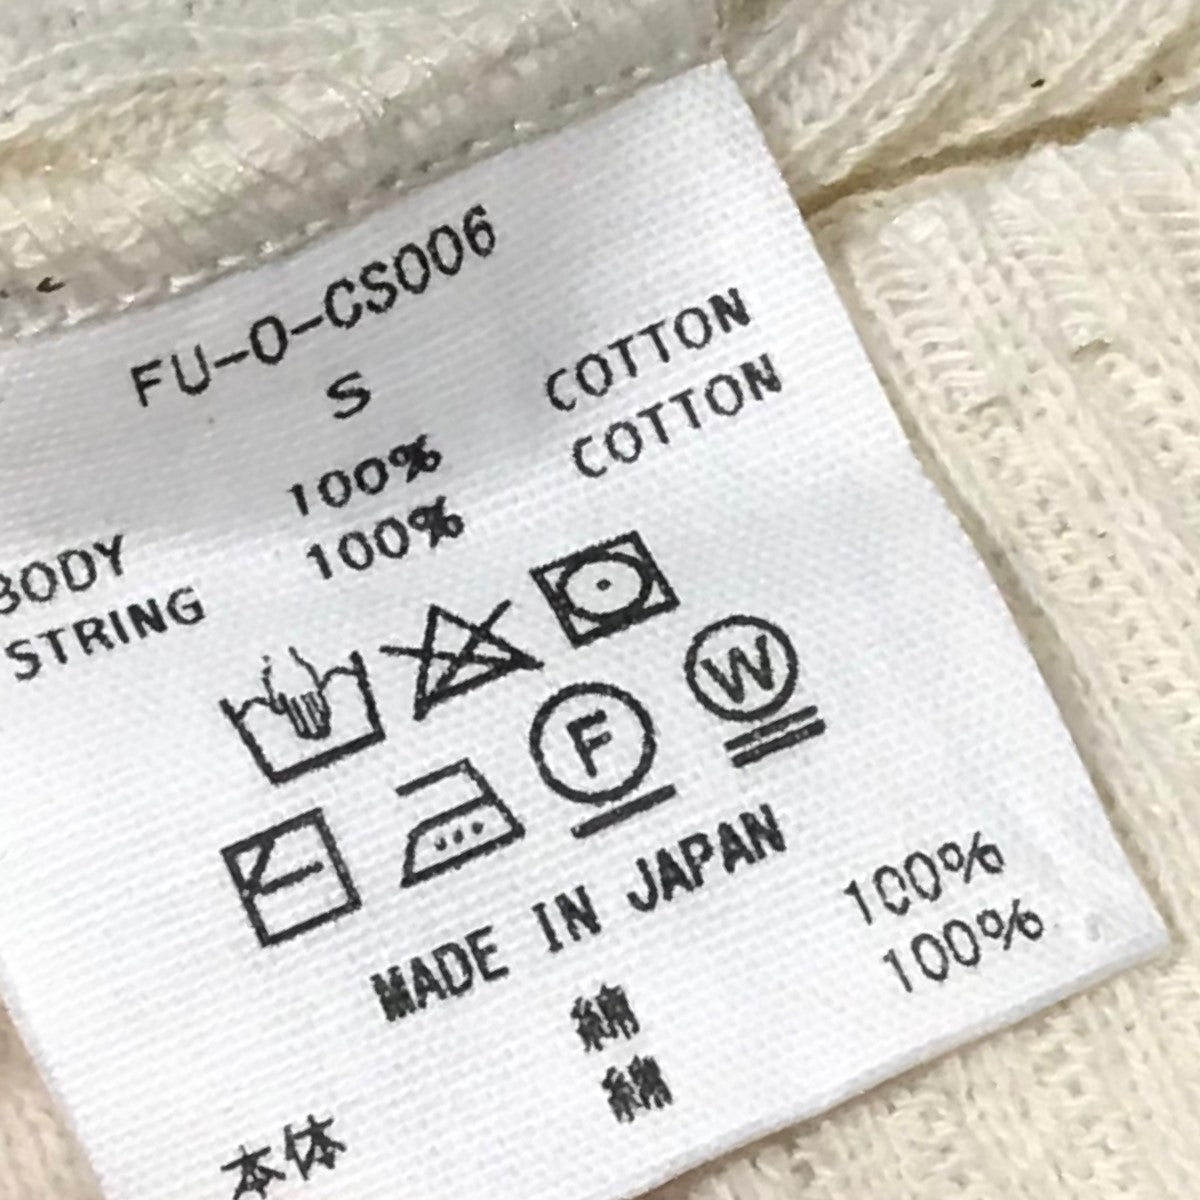 FU-O-CS006
S
BODY 100% COTTON
STRING 100% COTTON
F
W
MADE IN JAPAN
本体 綿 100%
綿 100%